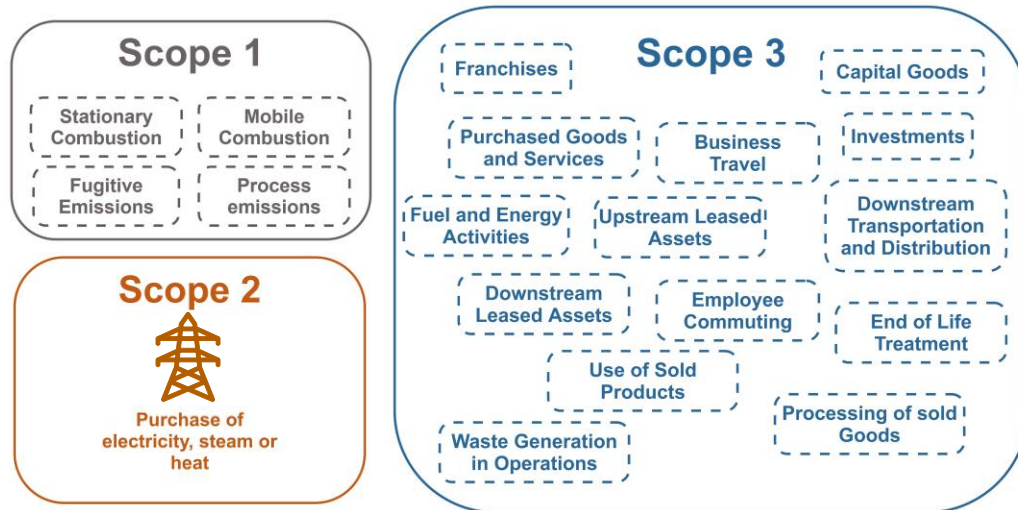 Scope 1
Stationary
Combustion
Mobile
Combustion
Fugitive
Emissions
Process
emissions
Scope 2
Purchase of
electricity, steam or
heat
Scope 3
Franchises
Capital Goods
Purchased Goods
and Services
Business
Travel
Investments
Fuel and Energy
Activities
Upstream Leased
Assets
Downstream
Transportation
and Distribution
Downstream
Leased Assets
Employee
Commuting
End of Life
Treatment
Use of Sold
Products
Processing of sold
Goods
Waste Generation
in Operations